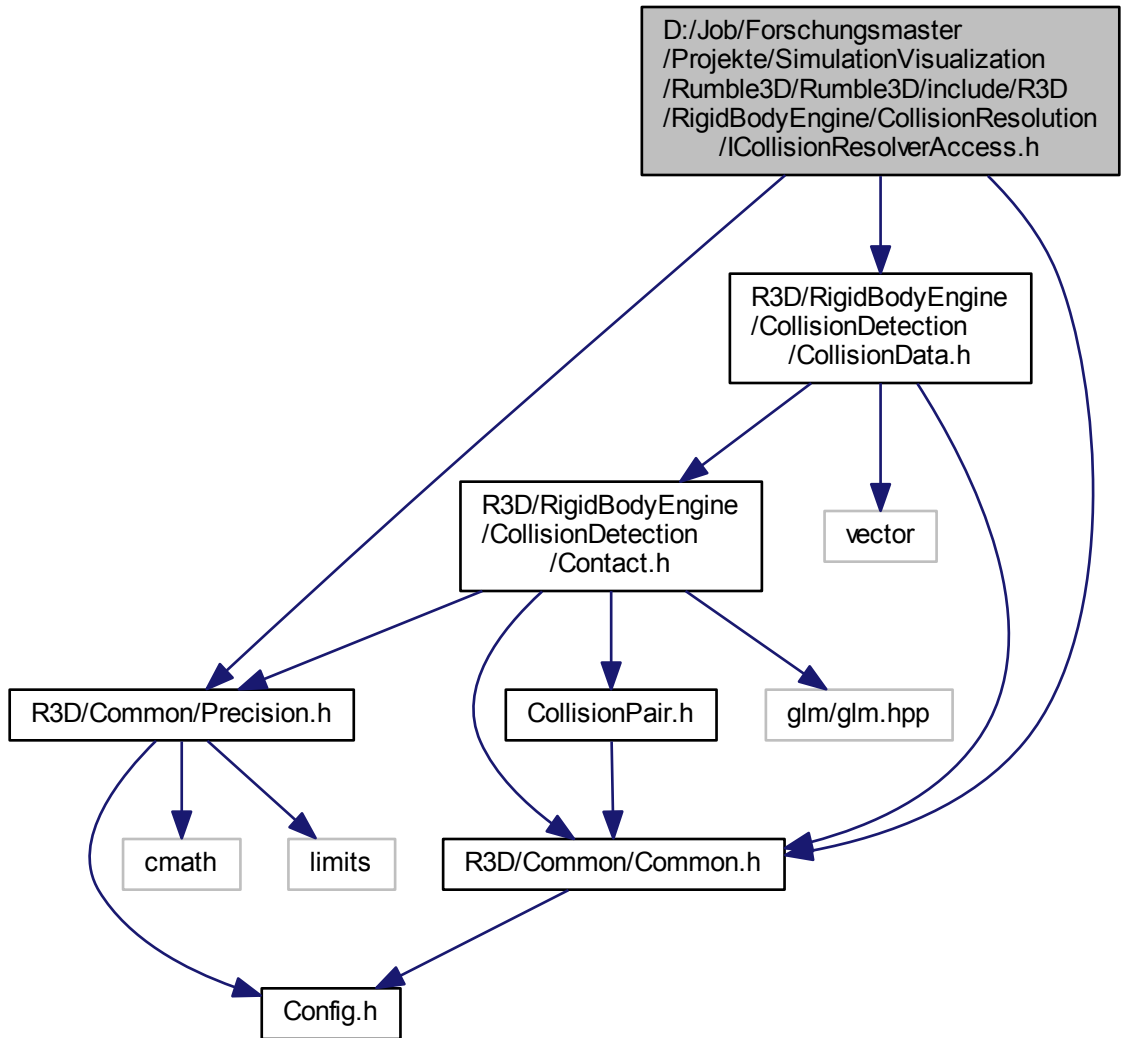 D:/Job/Forschungsmaster
/Projekte/SimulationVisualization
/Rumble3D/Rumble3D/include/R3D
/RigidBodyEngine/CollisionResolution
/ICollisionResolverAccess.h
R3D/RigidBodyEngine
/CollisionDetection
/CollisionData.h
R3D/RigidBodyEngine
/CollisionDetection
/Contact.h
vector
R3D/Common/Precision.h
CollisionPair.h
glm/glm.hpp
cmath
limits
R3D/Common/Common.h
Config.h